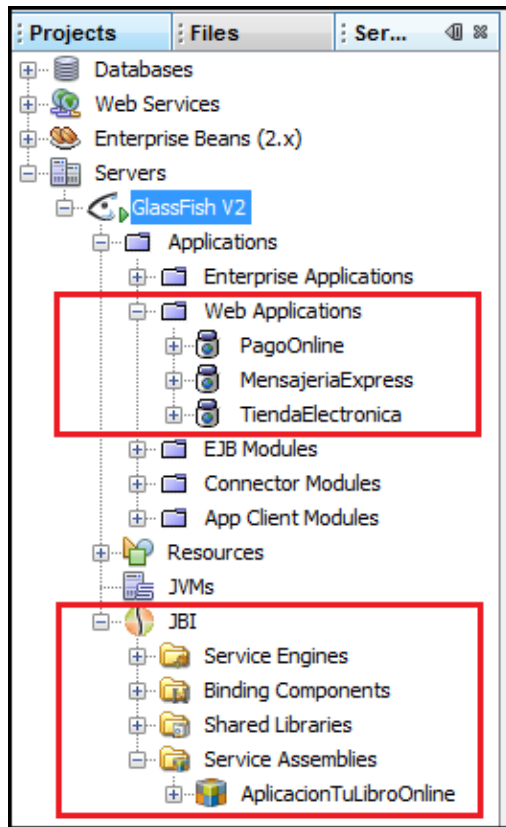 Projects Files Ser...
Databases
Web Services
Enterprise Beans (2.x)
Servers
GlassFish V2
Applications
Enterprise Applications
Web Applications
PagoOnline
MensajeriaExpress
TiendaElectronica
EJB Modules
Connector Modules
App Client Modules
Resources
JVMs
JBI
Service Engines
Binding Components
Shared Libraries
Service Assemblies
AplicacionTuLibroOnline